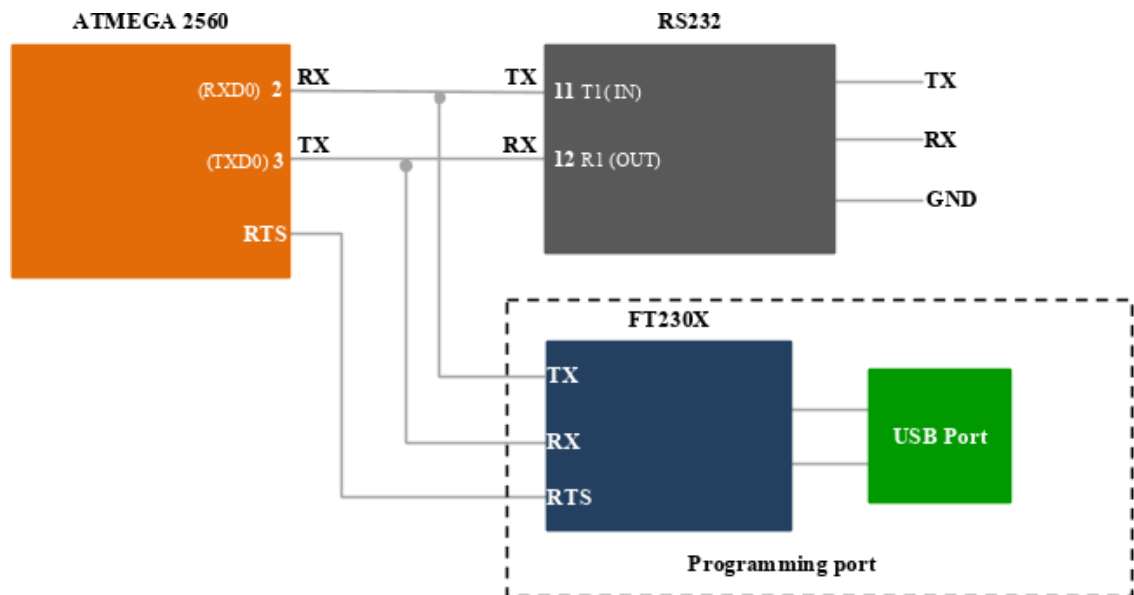 ATMEGA 2560
RS232
(RXD0) 2
RX
TX
11 T1( IN)
TX
(TXD0) 3
TX
RX
12 R1 (OUT)
RX
GND
RTS
FT230X
TX
RX
RTS
USB Port
Programming port